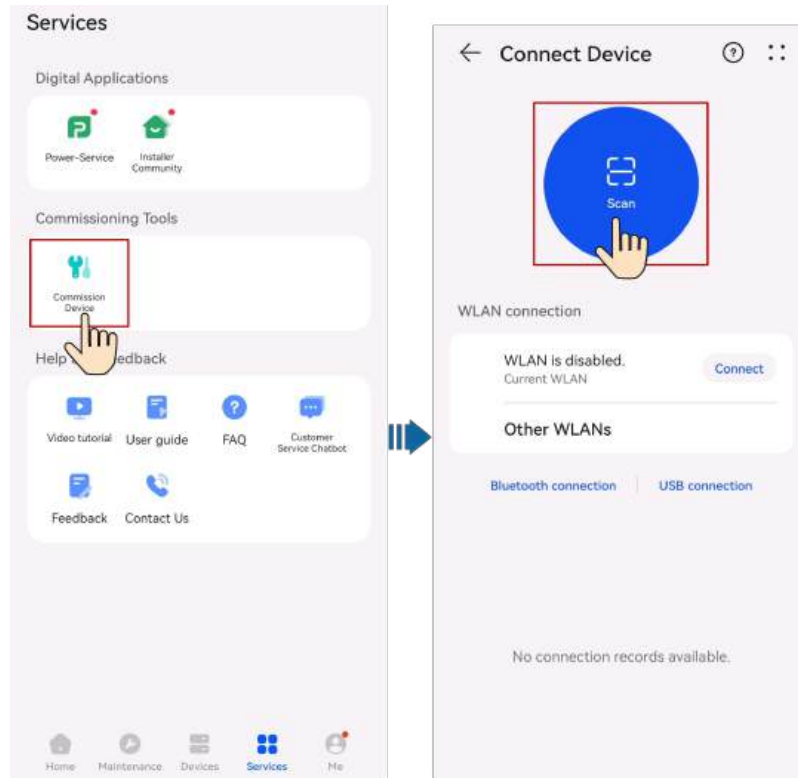 Services
Digital Applications
Power-Service
Installer
Community
Commissioning Tools
Commission
Device
Help edback
Video tutorial
User guide
FAQ
Customer
Service Chatbot
Feedback
Contact Us
Home
Maintenance
Devices
Services
Me
Connect Device
Scan
WLAN connection
WLAN is disabled.
Current WLAN
Connect
Other WLANs
Bluetooth connection
USB connection
No connection records available.